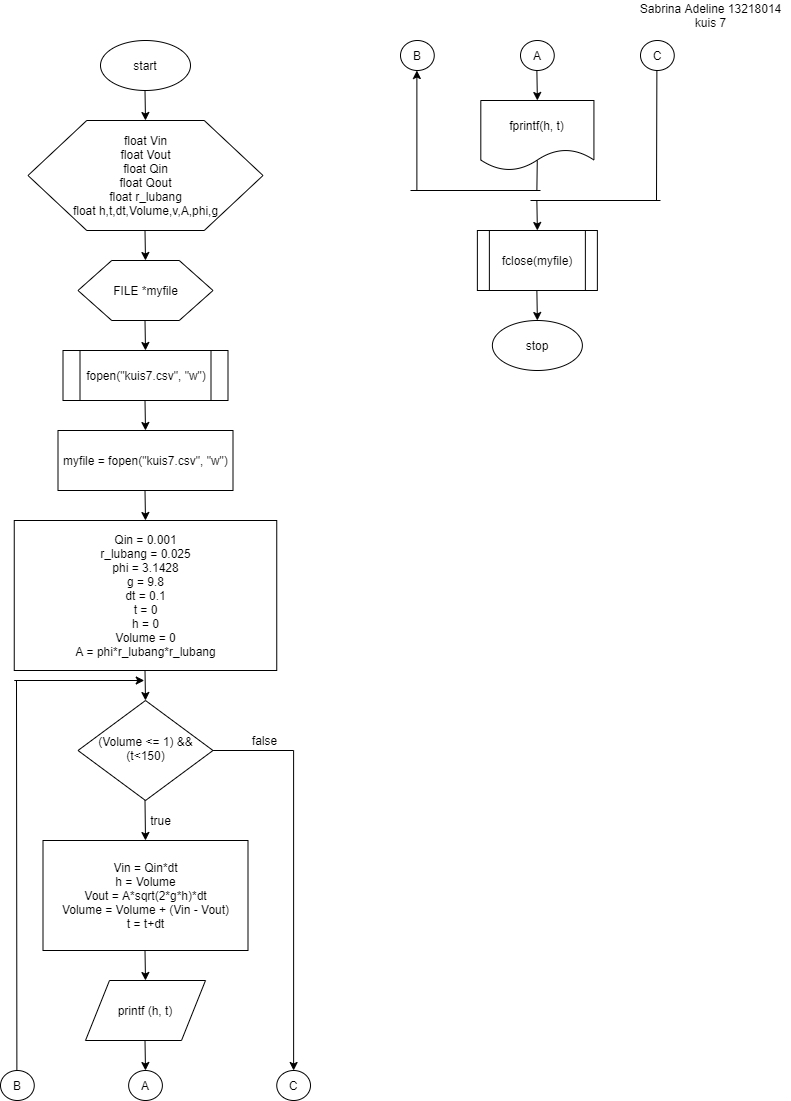 Sabrina Adeline 13218014
kuis 7
start
float Vin
float Vout
float Qin
float Qout
float r_lubang
float h,t,dt,Volume,v,A,phi,g
FILE *myfile
fopen("kuis7.csv", "w")
myfile = fopen("kuis7.csv", "w")
Qin = 0.001
r_lubang = 0.025
phi = 3.1428
g = 9.8
dt = 0.1
t = 0
h = 0
Volume = 0
A = phi*r_lubang*r_lubang
(Volume <= 1) &&
(t<150)
false
true
Vin = Qin*dt
h = Volume
Vout = A*sqrt(2*g*h)*dt
Volume = Volume + (Vin - Vout)
t = t+dt
printf (h, t)
B
A
C
B
A
C
fprintf(h, t)
fclose(myfile)
stop